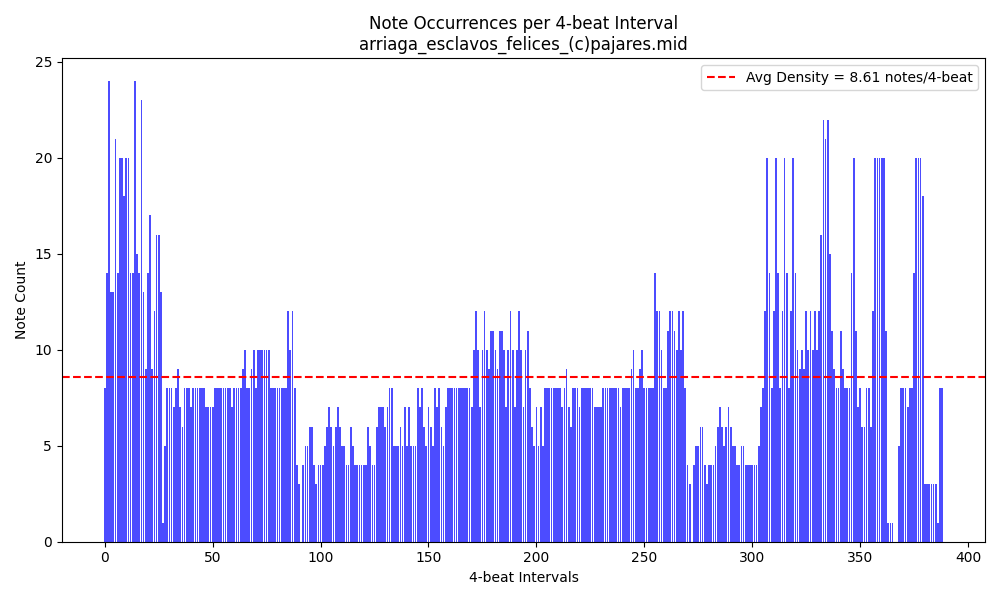 Note Occurrences per 4-beat Interval
arriaga_esclavos_felices_(c)pajares.mid
Avg Density = 8.61 notes/4-beat
Note Count
25
20
15
10
5
0
0 50 100 150 200 250 300 350 400
4-beat Intervals